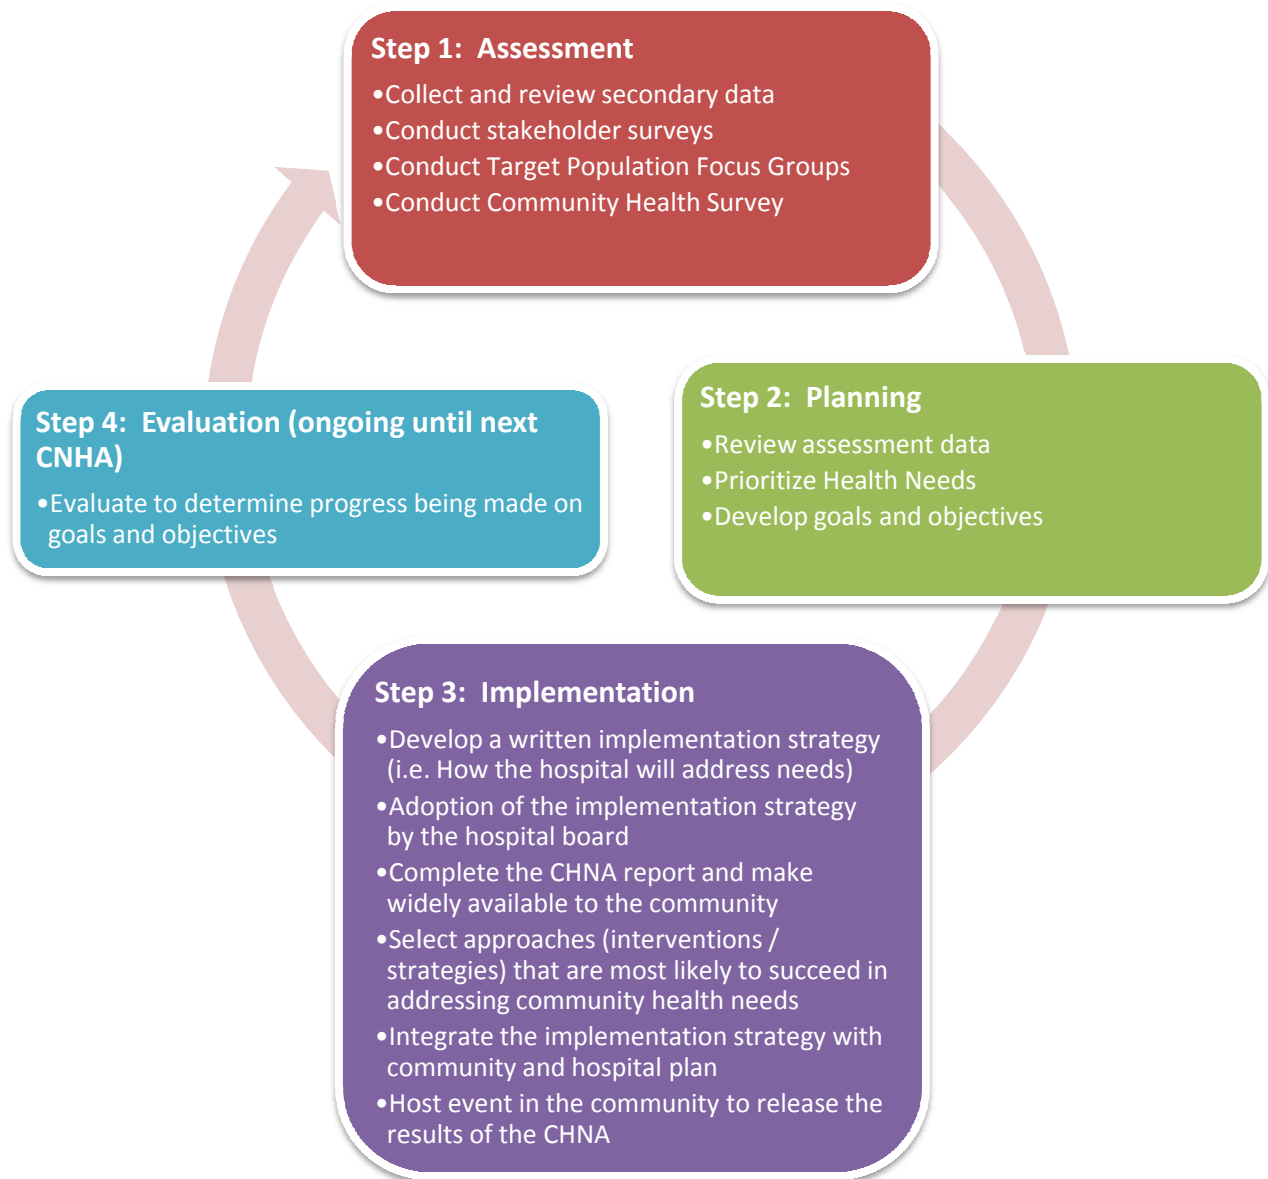 Step 1:  Assessment
•Collect and review secondary data
•Conduct stakeholder surveys
•Conduct Target Population Focus Groups
•Conduct Community Health Survey
Step 2:  Planning
•Review assessment data
•Prioritize Health Needs
•Develop goals and objectives
Step 3:  Implementation
•Develop a written implementation strategy
(i.e. How the hospital will address needs)
•Adoption of the implementation strategy
by the hospital board
•Complete the CHNA report and make
widely available to the community
•Select approaches (interventions /
strategies) that are most likely to succeed in
addressing community health needs
•Integrate the implementation strategy with
community and hospital plan
•Host event in the community to release the
results of the CHNA
Step 4:  Evaluation (ongoing until next
CNHA)
•Evaluate to determine progress being made on
goals and objectives